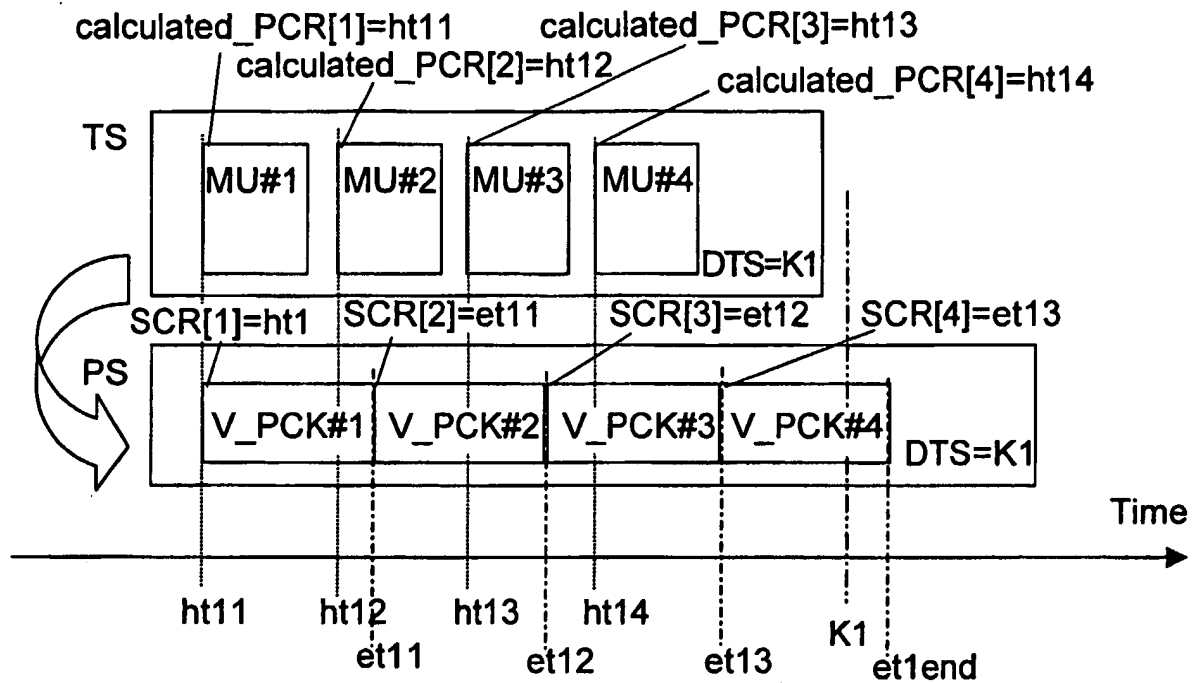 calculated_PCR[1]=ht11
calculated_PCR[3]=ht13
calculated_PCR[2]=ht12
calculated_PCR[4]=ht14
TS
MU#1
MU#2
MU#3
MU#4
DTS=K1
SCR[1]=ht1
SCR[2]=et11
SCR[3]=et12
SCR[4]=et13
PS
V_PCK#1
V_PCK#2
V_PCK#3
V_PCK#4
DTS=K1
Time
ht11
ht12
ht13
ht14
K1
et11
et12
et13
et1end